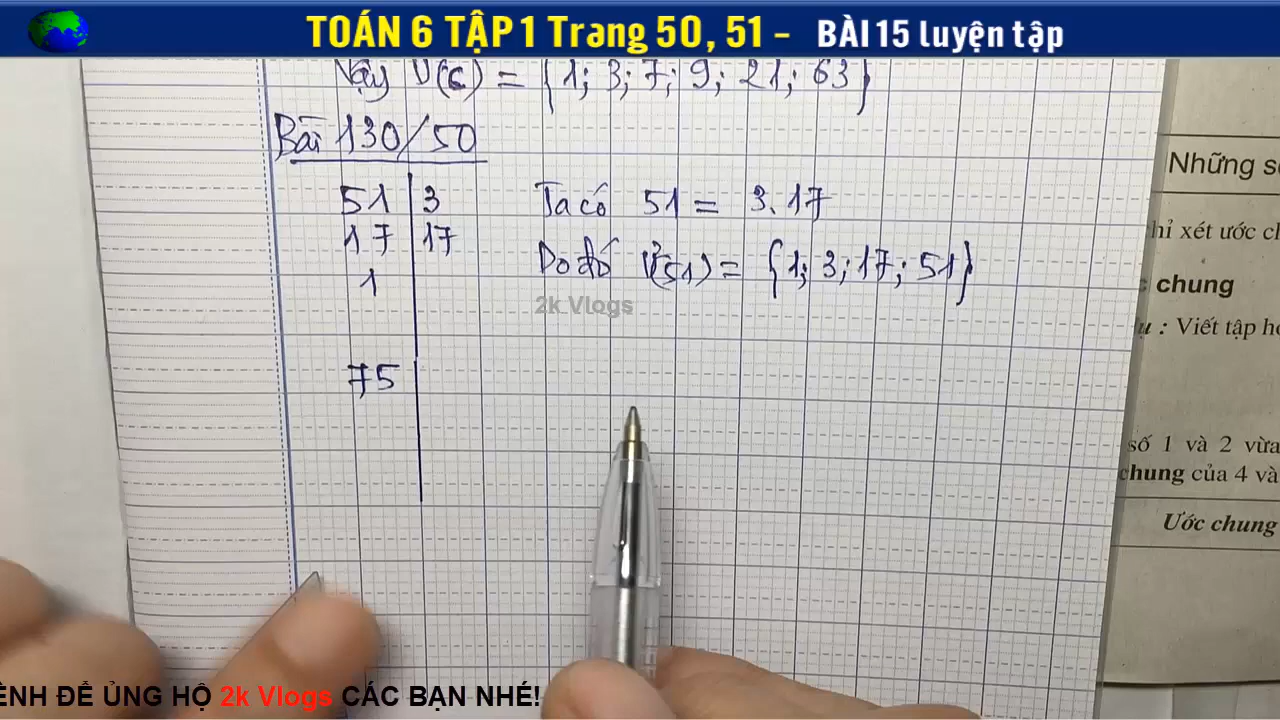 TOÁN 6 TẬP 1 Trang 50, 51 - BÀI 15 luyện tập
Vậy Ư(c) = {1; 3; 7; 9; 21; 63}
Bài 130/50
51 | 3
17 | 17
1
Ta có 51 = 3.17
Do đó Ư(51) = {1; 3; 17; 51}
2k Vlogs
75
Những
hỉ xét ước
chung
: Viết tập
số 1 và 2 vừa
chung của 4 và
Ước chung
ÊNH ĐỂ ỦNG HỘ 2k Vlogs CÁC BẠN NHÉ!